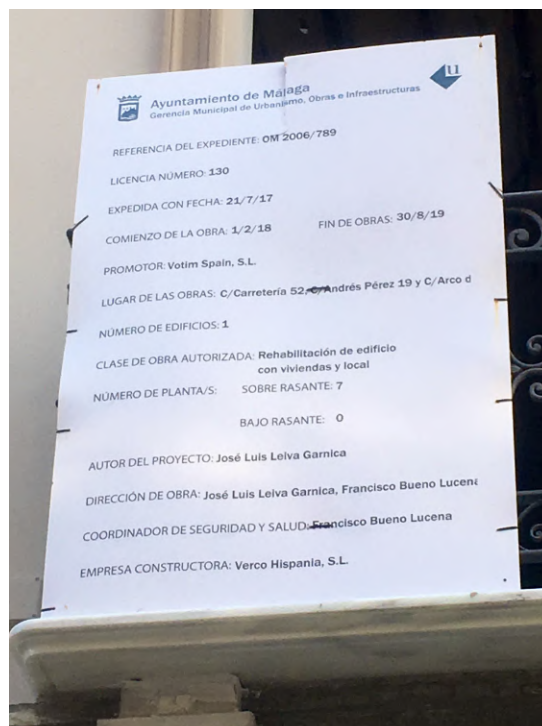 Ayuntamiento de Málaga
Gerencia Municipal de Urbanismo, Obras e Infraestructuras
REFERENCIA DEL EXPEDIENTE: OM 2006/789
LICENCIA NÚMERO: 130
EXPEDIDA CON FECHA: 21/7/17
COMIENZO DE LA OBRA: 1/2/18 FIN DE OBRAS: 30/8/19
PROMOTOR: Votim Spain, S.L.
LUGAR DE LAS OBRAS: C/Carretería 52, C/Andrés Pérez 19 y C/Arco d
NÚMERO DE EDIFICIOS: 1
CLASE DE OBRA AUTORIZADA: Rehabilitación de edificio
con viviendas y local
NÚMERO DE PLANTA/S: SOBRE RASANTE: 7
BAJO RASANTE: 0
AUTOR DEL PROYECTO: José Luis Leiva Garnica
DIRECCIÓN DE OBRA: José Luis Leiva Garnica, Francisco Bueno Lucena
COORDINADOR DE SEGURIDAD Y SALUD: Francisco Bueno Lucena
EMPRESA CONSTRUCTORA: Verco Hispania, S.L.